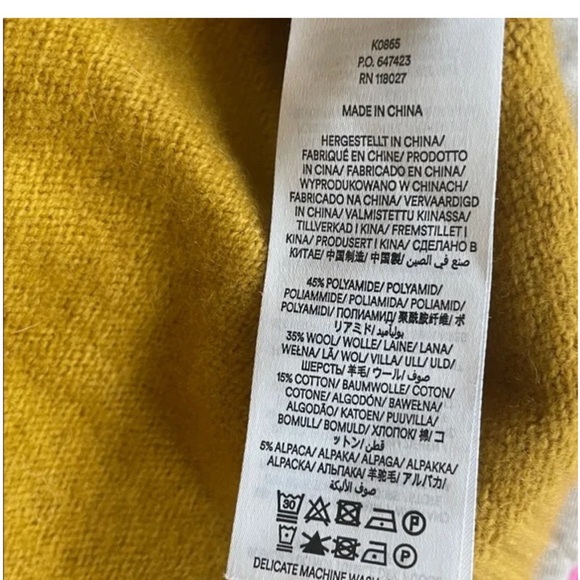 K0865
P.O. 647423
RN 118027
MADE IN CHINA
HERGESTELLT IN CHINA/
FABRIQUÉ EN CHINE/ PRODOTTO
IN CINA/ FABRICADO EN CHINA/
WYPRODUKOWANO W CHINACH/
FABRICADO NA CHINA/ VERVAARDIGD
IN CHINA/ VALMISTETTU KIINASSA/
TILLVERKAD I KINA/ FREMSTILLET I
KINA/ PRODUSERT I KINA/ СДЕЛАНО В
КИТАЕ/ 中国制造/ 中国製/ صنع في الصين
45% POLYAMIDE/ POLYAMID/
POLIAMMIDE/ POLIAMIDA/ POLIAMID/
POLYAMIDI/ ПОЛИАМИД/ 聚酰胺纤维/ ポ
リアミド/ بولياميد
35% WOOL/ WOLLE/ LAINE/ LANA/
WEŁNA/ LÃ/ WOL/ VILLA/ ULL/ ULD/
ШЕРСТЬ/ 羊毛/ ウール/ صوف
15% COTTON/ BAUMWOLLE/ COTON/
COTONE/ ALGODÓN/ BAWEŁNA/
ALGODÃO/ KATOEN/ PUUVILLA/
BOMULL/ BOMULD/ ХЛОПОК/ 棉/ コ
ットン/ قطن
5% ALPACA/ ALPAKA/ ALPAGA/ ALPAKKA/
ALPACKA/ АЛЬПАКА/ 羊驼毛/ アルパカ/
صوف الألبكة
30 P
P
DELICATE MACHINE WASH